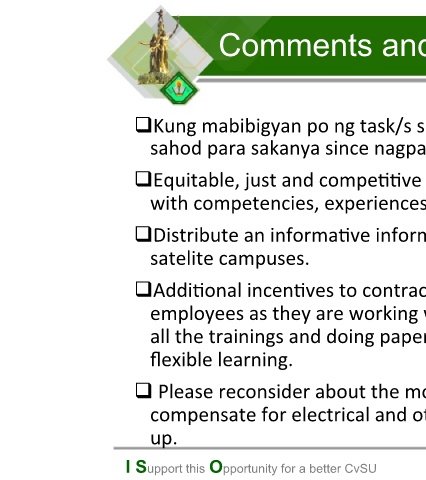 Comments and
❑Kung mabibigyan po ng task/s s
sahod para sakanya since nagpa
❑Equitable, just and competitive
with competencies, experiences
❑Distribute an informative inforn
satelite campuses.
❑Additional incentives to contrac
employees as they are working
all the trainings and doing paper
flexible learning.
❑ Please reconsider about the mo
compensate for electrical and ot
up.
I Support this Opportunity for a better CvSU